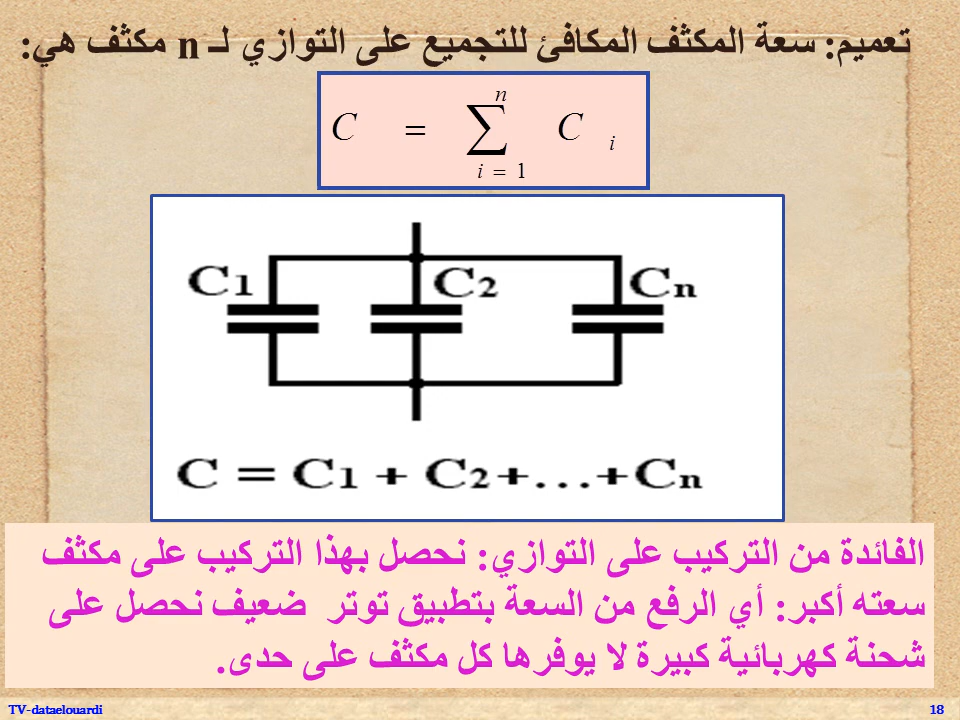 تعميم: سعة المكثف المكافئ للتجميع على التوازي لـ n مكثف هي:
n
C = ∑ C i
i = 1
C1 C2 Cn
C = C1 + C2+...+Cn
الفائدة من التركيب على التوازي: نحصل بهذا التركيب على مكثف
سعته أكبر: أي الرفع من السعة بتطبيق توتر ضعيف نحصل على
شحنة كهربائية كبيرة لا يوفرها كل مكثف على حدى.
TV-dataelouardi 18